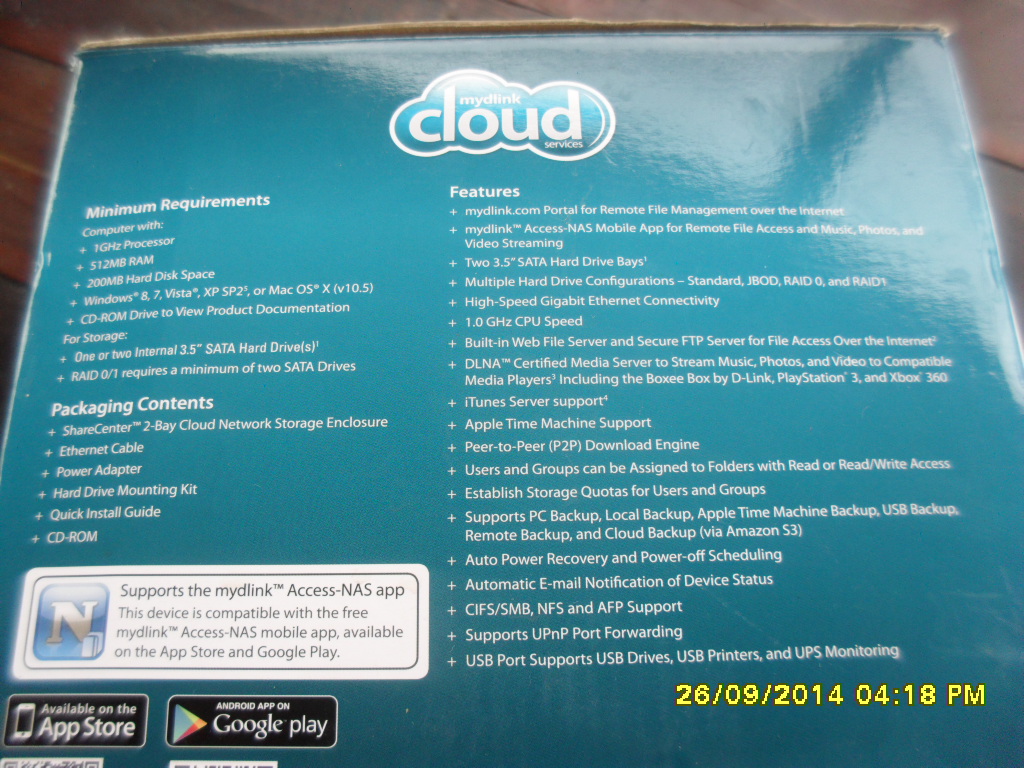 mydlink
cloud
services
Minimum Requirements
Computer with:
+ 1GHz Processor
+ 512MB RAM
+ 200MB Hard Disk Space
+ Windows® 8, 7, Vista®, XP SP2⁵, or Mac OS® X (v10.5)
+ CD-ROM Drive to View Product Documentation
For Storage:
+ One or two Internal 3.5" SATA Hard Drive(s)¹
+ RAID 0/1 requires a minimum of two SATA Drives
Packaging Contents
+ ShareCenter™ 2-Bay Cloud Network Storage Enclosure
+ Ethernet Cable
+ Power Adapter
+ Hard Drive Mounting Kit
+ Quick Install Guide
+ CD-ROM
N
Supports the mydlink™ Access-NAS app
This device is compatible with the free
mydlink™ Access-NAS mobile app, available
on the App Store and Google Play.
Available on the
App Store
ANDROID APP ON
Google play
Features
+ mydlink.com Portal for Remote File Management over the Internet
+ mydlink™ Access-NAS Mobile App for Remote File Access and Music, Photos, and
Video Streaming
+ Two 3.5" SATA Hard Drive Bays¹
+ Multiple Hard Drive Configurations – Standard, JBOD, RAID 0, and RAID1
+ High-Speed Gigabit Ethernet Connectivity
+ 1.0 GHz CPU Speed
+ Built-in Web File Server and Secure FTP Server for File Access Over the Internet²
+ DLNA™ Certified Media Server to Stream Music, Photos, and Video to Compatible
Media Players³ Including the Boxee Box by D-Link, PlayStation® 3, and Xbox® 360
+ iTunes Server support⁴
+ Apple Time Machine Support
+ Peer-to-Peer (P2P) Download Engine
+ Users and Groups can be Assigned to Folders with Read or Read/Write Access
+ Establish Storage Quotas for Users and Groups
+ Supports PC Backup, Local Backup, Apple Time Machine Backup, USB Backup,
Remote Backup, and Cloud Backup (via Amazon S3)
+ Auto Power Recovery and Power-off Scheduling
+ Automatic E-mail Notification of Device Status
+ CIFS/SMB, NFS and AFP Support
+ Supports UPnP Port Forwarding
+ USB Port Supports USB Drives, USB Printers, and UPS Monitoring
26/09/2014 04:18 PM